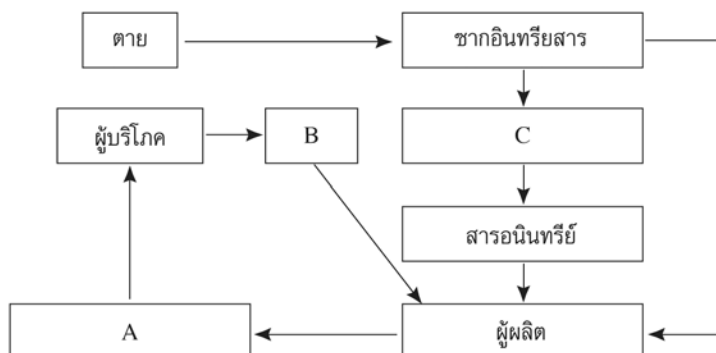 ตาย
ซากอินทรียสาร
ผู้บริโภค
B
C
สารอนินทรีย์
A
ผู้ผลิต